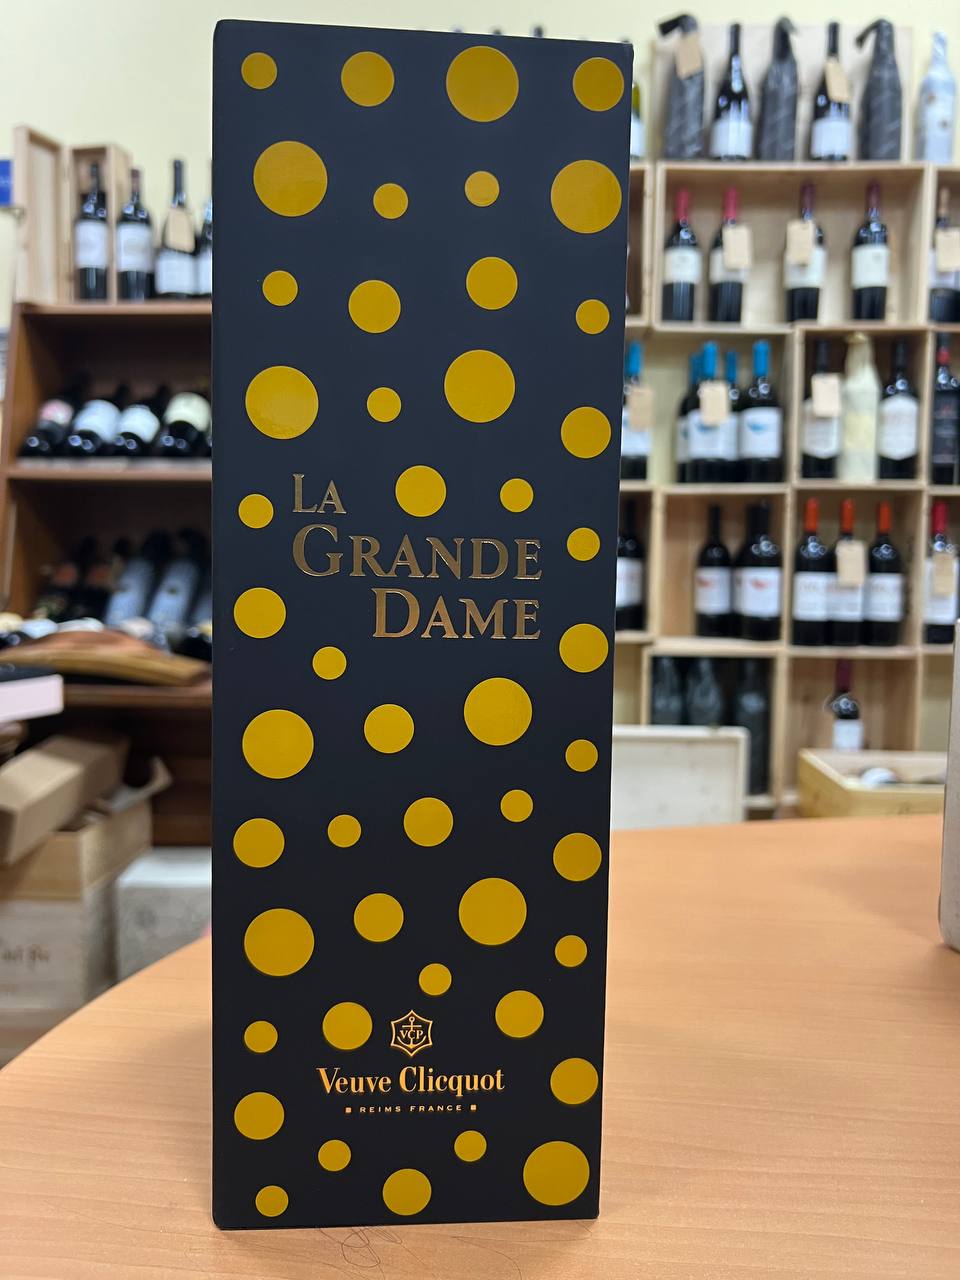 La
Grande
Dame
VCP
Veuve Clicquot
REIMS FRANCE